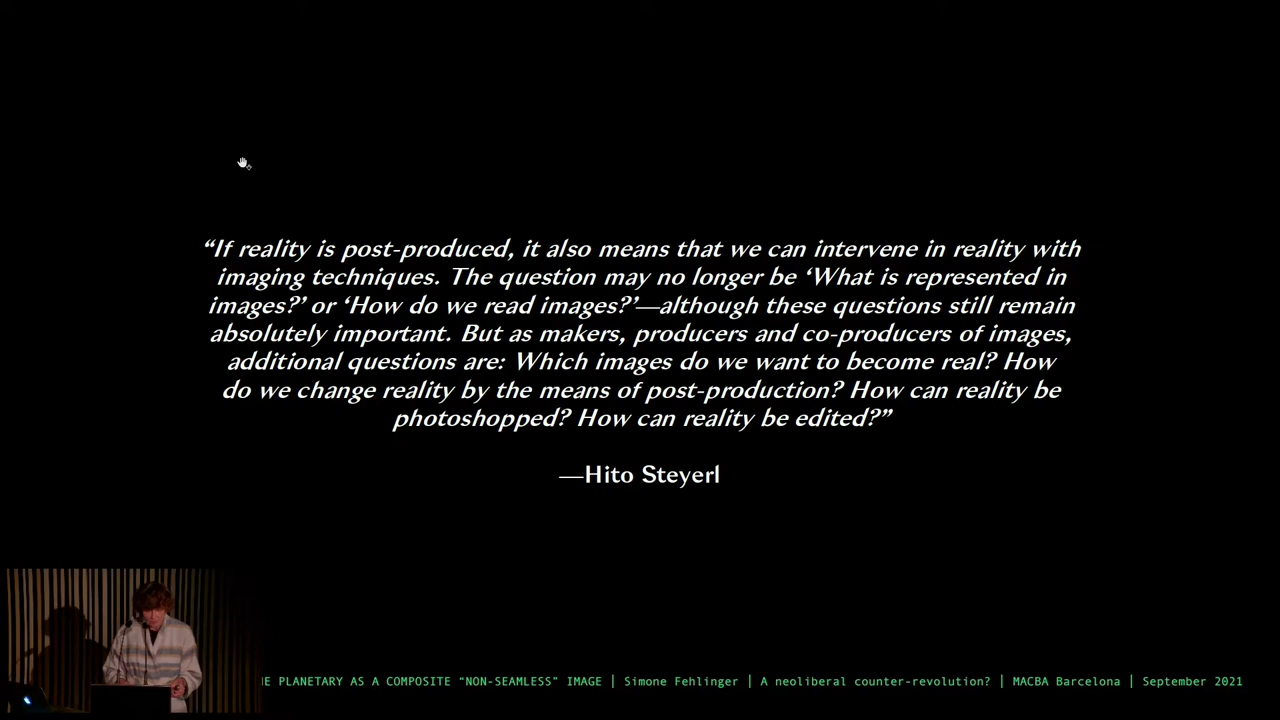 “If reality is post-produced, it also means that we can intervene in reality with
imaging techniques. The question may no longer be ‘What is represented in
images?’ or ‘How do we read images?’—although these questions still remain
absolutely important. But as makers, producers and co-producers of images,
additional questions are: Which images do we want to become real? How
do we change reality by the means of post-production? How can reality be
photoshopped? How can reality be edited?”
—Hito Steyerl
PLANETARY AS A COMPOSITE “NON-SEAMLESS” IMAGE | Simone Fehlinger | A neoliberal counter-revolution? | MACBA Barcelona | September 2021